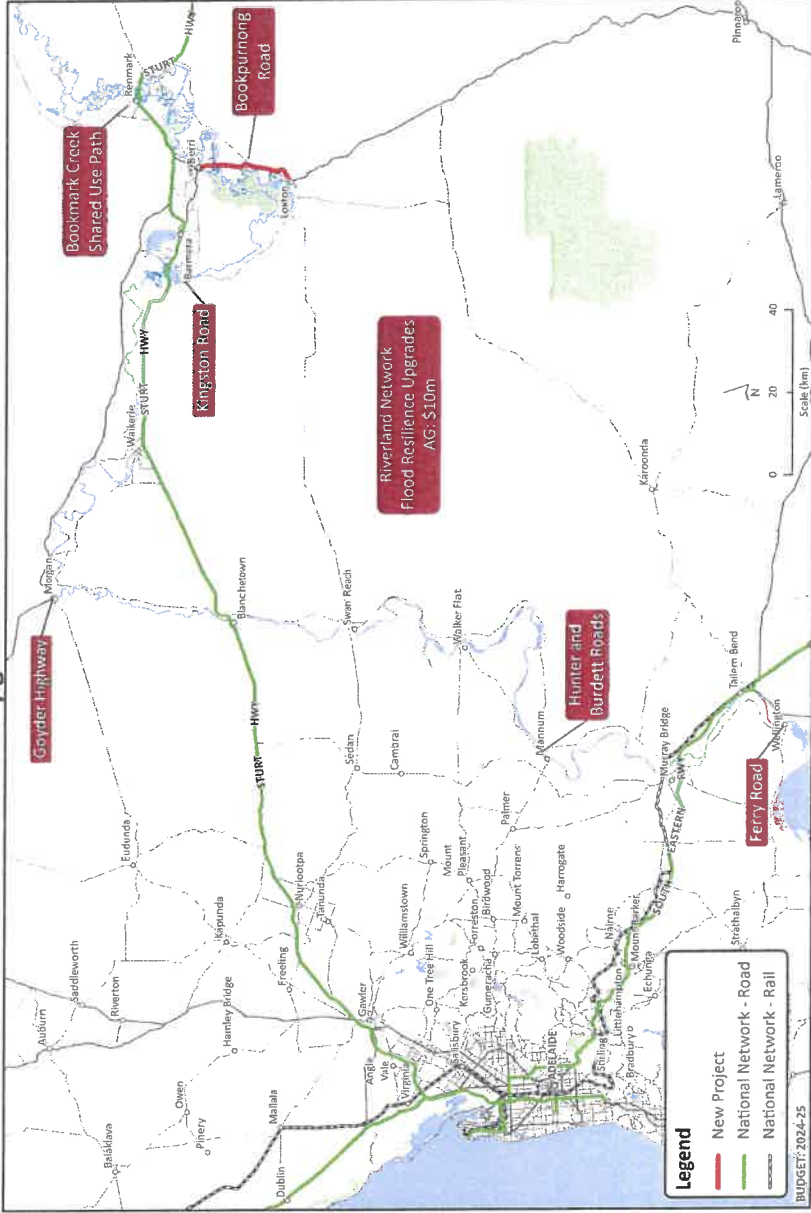 Goyder Highway
Bookmark Creek
Shared Use Path
Bookpurnong
Road
Kingston Road
Riverland Network
Flood Resilience Upgrades
AG: $10m
Hunter and
Burdett Roads
Ferry Road
Renmark
STURT
HWY
Berri
Loxton
Barmera
STURT HWY
Waikerie
Morgan
Blanchetown
Swan Reach
Walker Flat
Pinnaroo
Lameroo
Karoonda
Tailem Bend
Wellington
Murray Bridge
Mannum
SOUTH EASTERN FWY
STURT HWY
Sedan
Cambrai
Eudunda
Kapunda
Nuriootpa
Tanunda
Freeling
Springton
Mount
Pleasant
Palmer
Williamstown
Birdwood
Forreston
Mount Torrens
Harrogate
Kersbrook
Gumeracha
Lobethal
Woodside
One Tree Hill
Nairne
Mount Barker
Littlehampton
Echunga
Strathalbyn
Saddleworth
Auburn
Riverton
Hamley Bridge
Gawler
Owen
Pinery
Mallala
Balaklava
Dublin
Angle
Vale
Virginia
Salisbury
ADELAIDE
Stirling
Bradbury
N
0 20 40
Scale (km)
Legend
New Project
National Network - Road
National Network - Rail
BUDGET: 2024-25